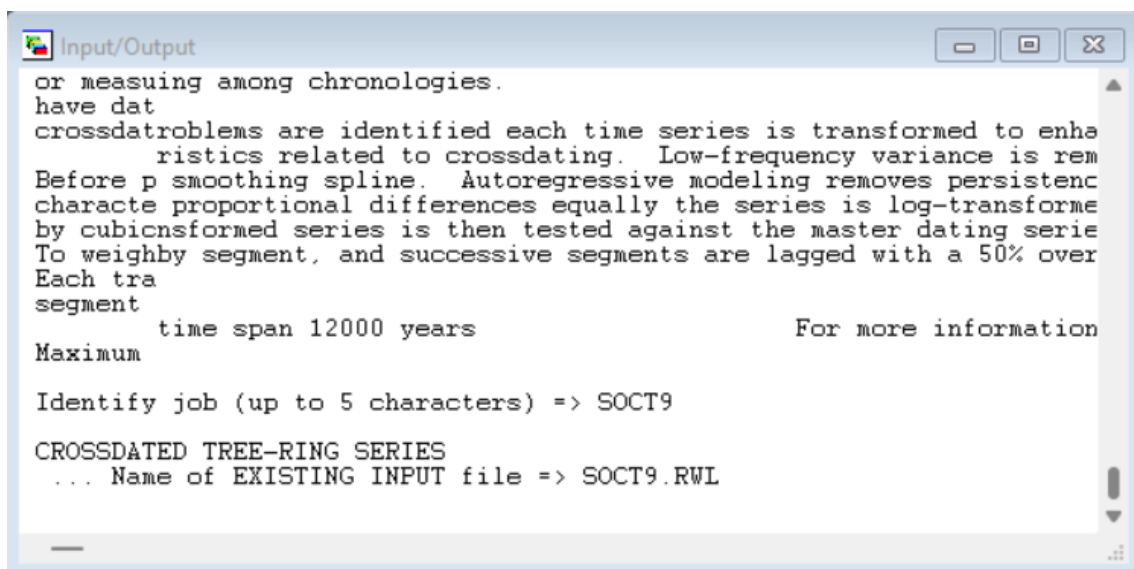 Input/Output
or measuing among chronologies.
have dat
crossdatroblems are identified each time series is transformed to enha
ristics related to crossdating.  Low-frequency variance is rem
Before p smoothing spline.  Autoregressive modeling removes persistenc
characte proportional differences equally the series is log-transforme
by cubicnsformed series is then tested against the master dating serie
To weighby segment, and successive segments are lagged with a 50% over
Each tra
segment
time span 12000 years                              For more information
Maximum
Identify job (up to 5 characters) => SOCT9
CROSSDATED TREE-RING SERIES
... Name of EXISTING INPUT file => SOCT9.RWL